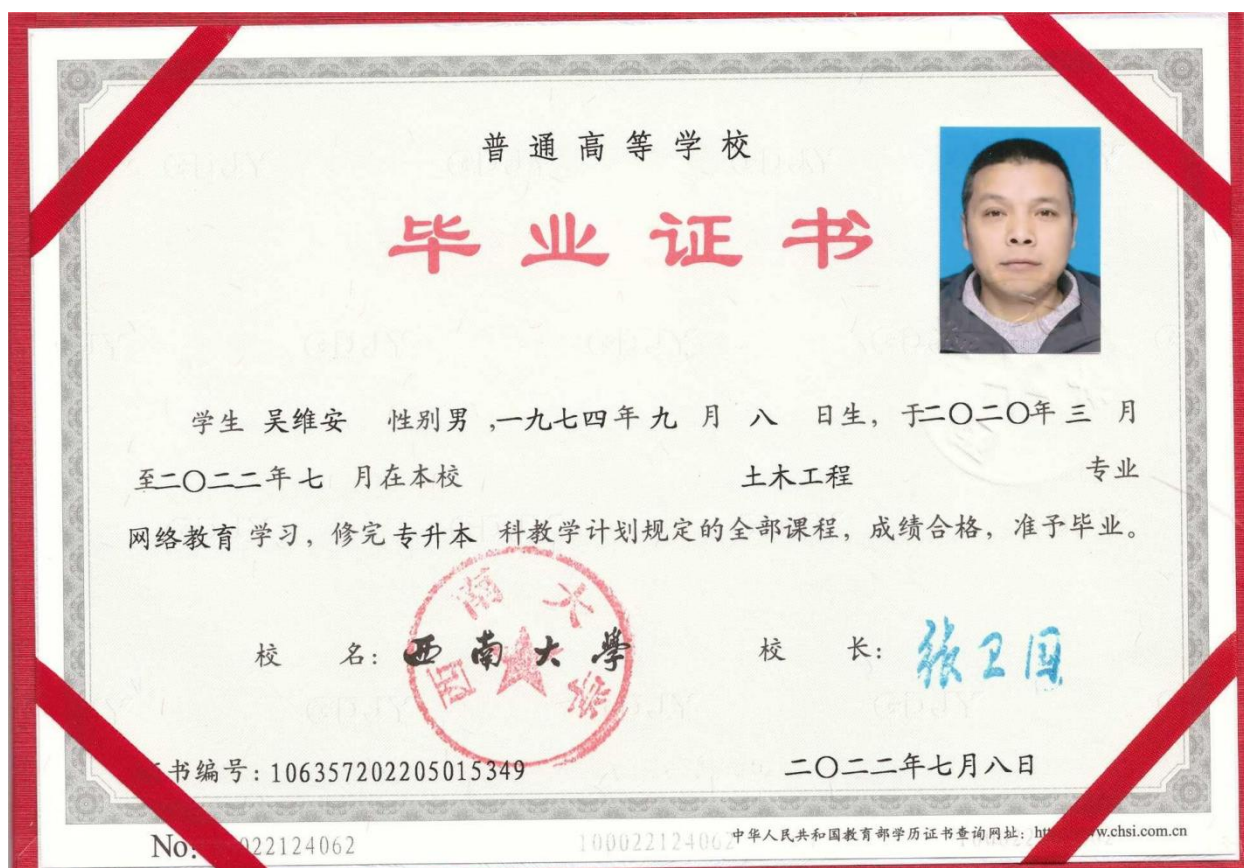 普通高等学校
毕业证书
学生 吴维安 性别男,一九七四年九月八日生,于二〇二〇年三月
至二〇二二年七月在本校 土木工程 专业
网络教育 学习,修完 专升本 科教学计划规定的全部课程,成绩合格,准予毕业。
校名:西南大學 校长:张卫国
西南大学
书编号:106357202205015349 二〇二二年七月八日
No. 022124062 100022124062 中华人民共和国教育部学历证书查询网址: w.chsi.com.cn